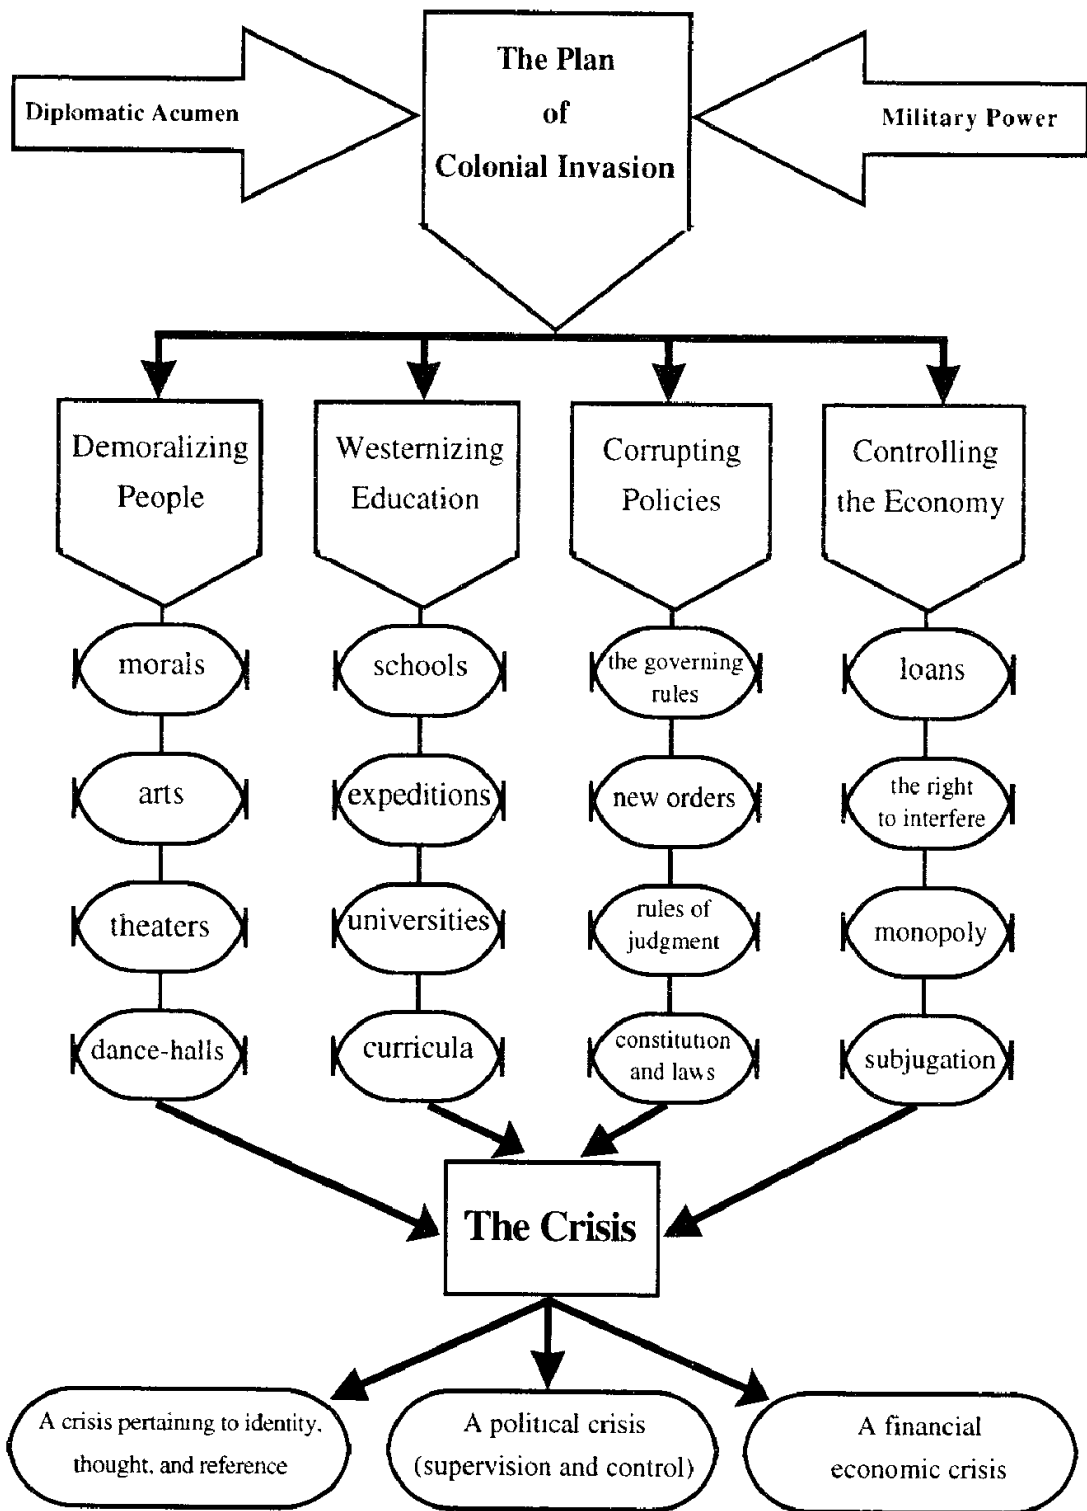 The Plan
of
Colonial Invasion
Diplomatic Acumen
Military Power
Demoralizing
People
Westernizing
Education
Corrupting
Policies
Controlling
the Economy
morals
arts
theaters
dance-halls
schools
expeditions
universities
curricula
the governing
rules
new orders
rules of
judgment
constitution
and laws
loans
the right
to interfere
monopoly
subjugation
The Crisis
A crisis pertaining to identity,
thought, and reference
A political crisis
(supervision and control)
A financial
economic crisis